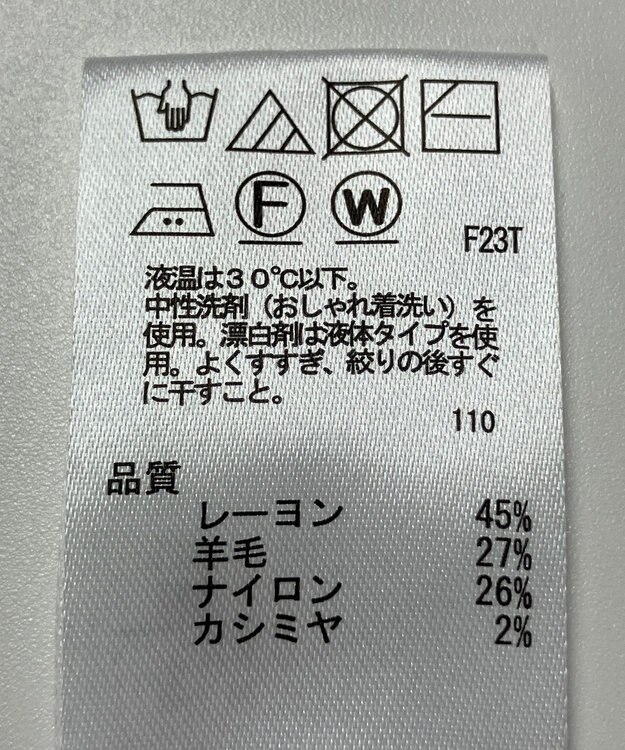 F W
F23T
液温は30℃以下。
中性洗剤（おしゃれ着洗い）を
使用。漂白剤は液体タイプを使
用。よくすすぎ、絞りの後すぐ
に干すこと。
110
品質
レーヨン 45%
羊毛 27%
ナイロン 26%
カシミヤ 2%